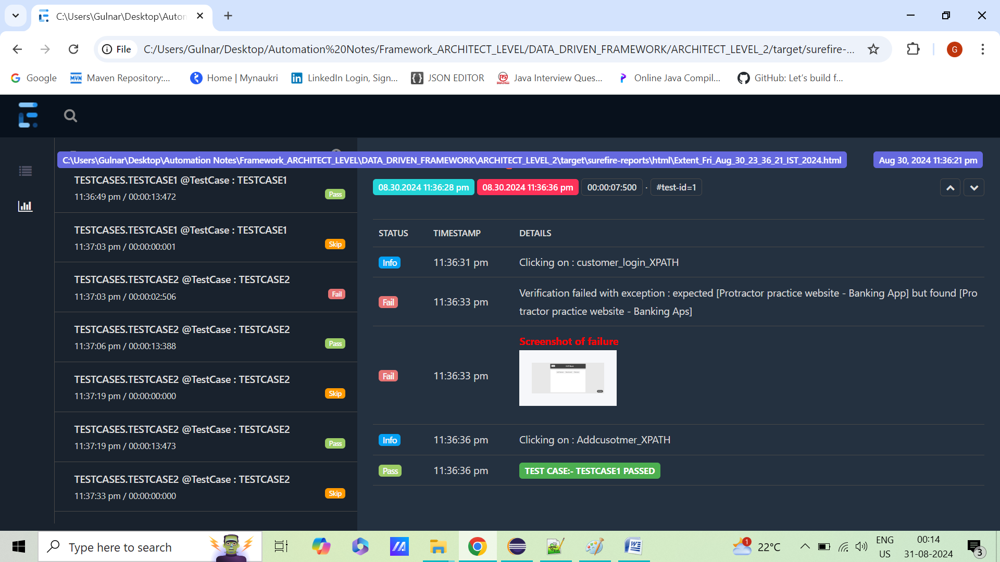 C:\Users\Gulnar\Desktop\Auton
File
C:/Users/Gulnar/Desktop/Automation%20Notes/Framework_ARCHITECT_LEVEL/DATA_DRIVEN_FRAMEWORK/ARCHITECT_LEVEL_2/target/surefire-...
G
Google
Maven Repository:...
Home | Mynaukri
LinkedIn Login, Sign...
JSON EDITOR
Java Interview Ques...
Online Java Compil...
GitHub: Let's build f...
C:\Users\Gulnar\Desktop\Automation Notes\Framework_ARCHITECT_LEVEL\DATA_DRIVEN_FRAMEWORK\ARCHITECT_LEVEL_2\target\surefire-reports\html\Extent_Fri_Aug_30_23_36_21_IST_2024.html
Aug 30, 2024 11:36:21 pm
TESTCASES.TESTCASE1 @TestCase : TESTCASE1
11:36:49 pm / 00:00:13:472
Pass
TESTCASES.TESTCASE1 @TestCase : TESTCASE1
11:37:03 pm / 00:00:00:001
Skip
TESTCASES.TESTCASE2 @TestCase : TESTCASE2
11:37:03 pm / 00:00:02:506
Fail
TESTCASES.TESTCASE2 @TestCase : TESTCASE2
11:37:06 pm / 00:00:13:388
Pass
TESTCASES.TESTCASE2 @TestCase : TESTCASE2
11:37:19 pm / 00:00:00:000
Skip
TESTCASES.TESTCASE2 @TestCase : TESTCASE2
11:37:19 pm / 00:00:13:473
Pass
TESTCASES.TESTCASE2 @TestCase : TESTCASE2
11:37:33 pm / 00:00:00:000
Skip
08.30.2024 11:36:28 pm
08.30.2024 11:36:36 pm
00:00:07:500
· #test-id=1
STATUS TIMESTAMP DETAILS
Info 11:36:31 pm Clicking on : customer_login_XPATH
Fail 11:36:33 pm Verification failed with exception : expected [Protractor practice website - Banking App] but found [Pro
tractor practice website - Banking Aps]
Screenshot of failure
XYZ Bank
Fail 11:36:33 pm
Info 11:36:36 pm Clicking on : Addcusotmer_XPATH
Pass 11:36:36 pm TEST CASE:- TESTCASE1 PASSED
Type here to search
1
22°C
ENG
US
00:14
31-08-2024
3